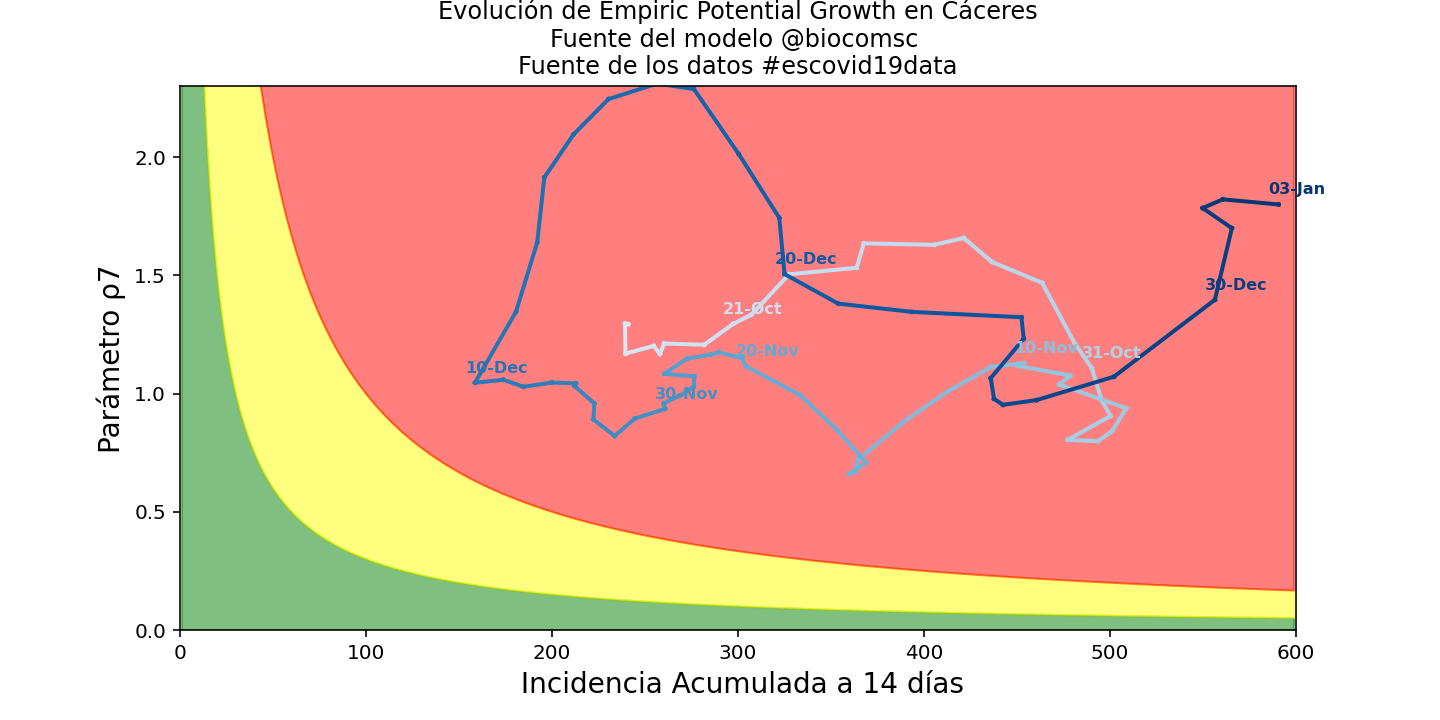 Evolución de Empiric Potential Growth en Cáceres
Fuente del modelo @biocomsc
Fuente de los datos #escovid19data
Parámetro ρ7
2.0
1.5
1.0
0.5
0.0
03-Jan
20-Dec
30-Dec
21-Oct
20-Nov
10-Nov
31-Oct
10-Dec
30-Nov
0
100
200
300
400
500
600
Incidencia Acumulada a 14 días